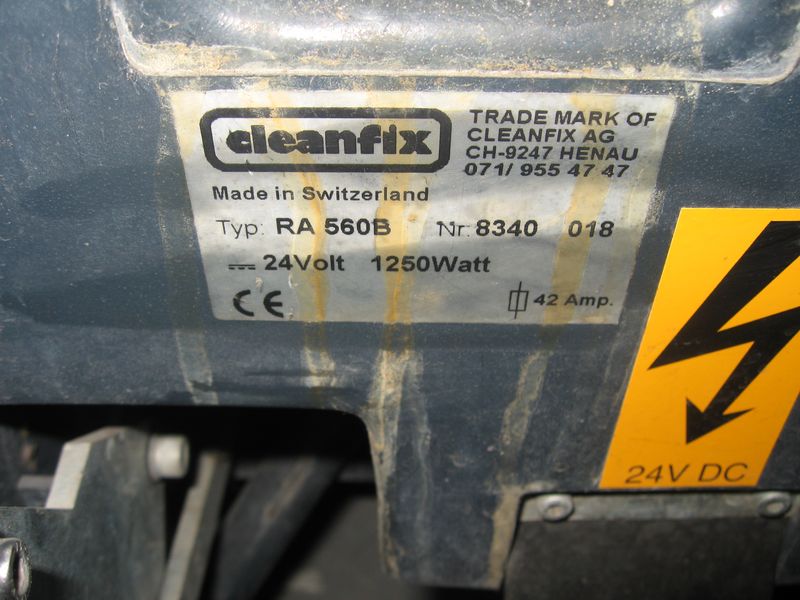 cleanfix
TRADE MARK OF
CLEANFIX AG
CH-9247 HENAU
071/ 955 47 47
Made in Switzerland
Typ: RA 560B Nr: 8340 018
24Volt 1250Watt
CE 42 Amp.
24V DC